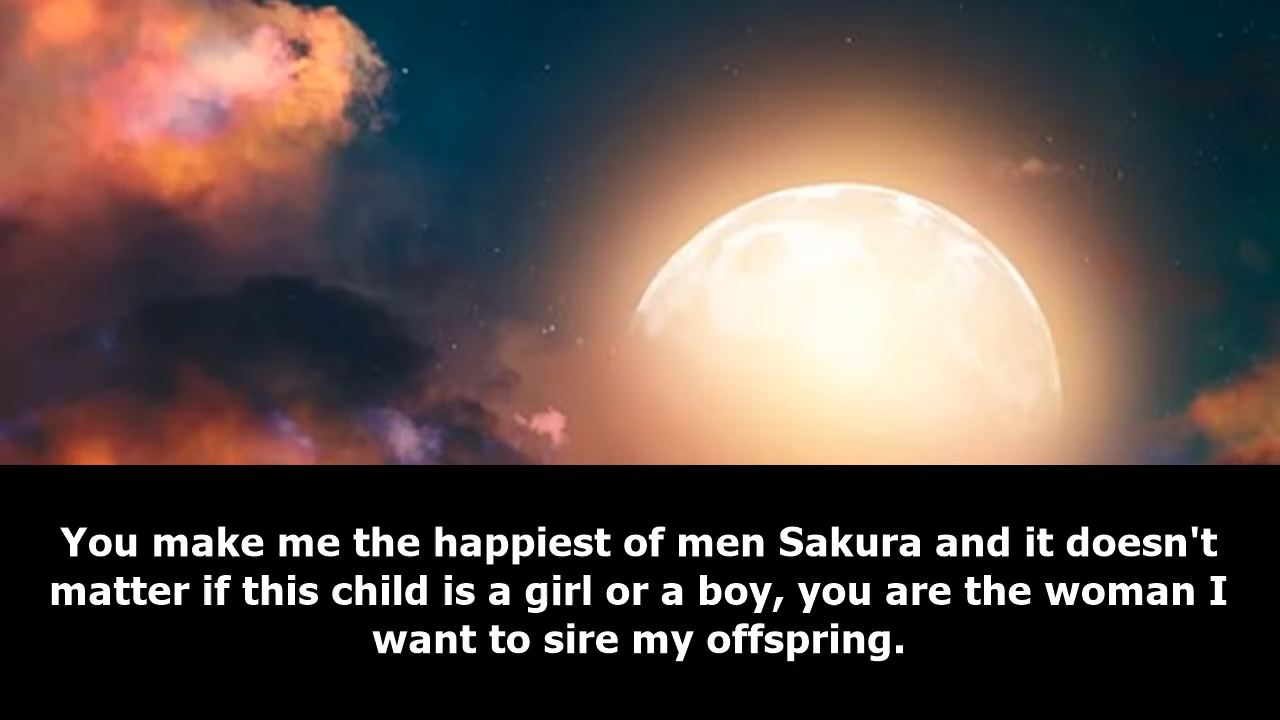 You make me the happiest of men Sakura and it doesn't
matter if this child is a girl or a boy, you are the woman I
want to sire my offspring.